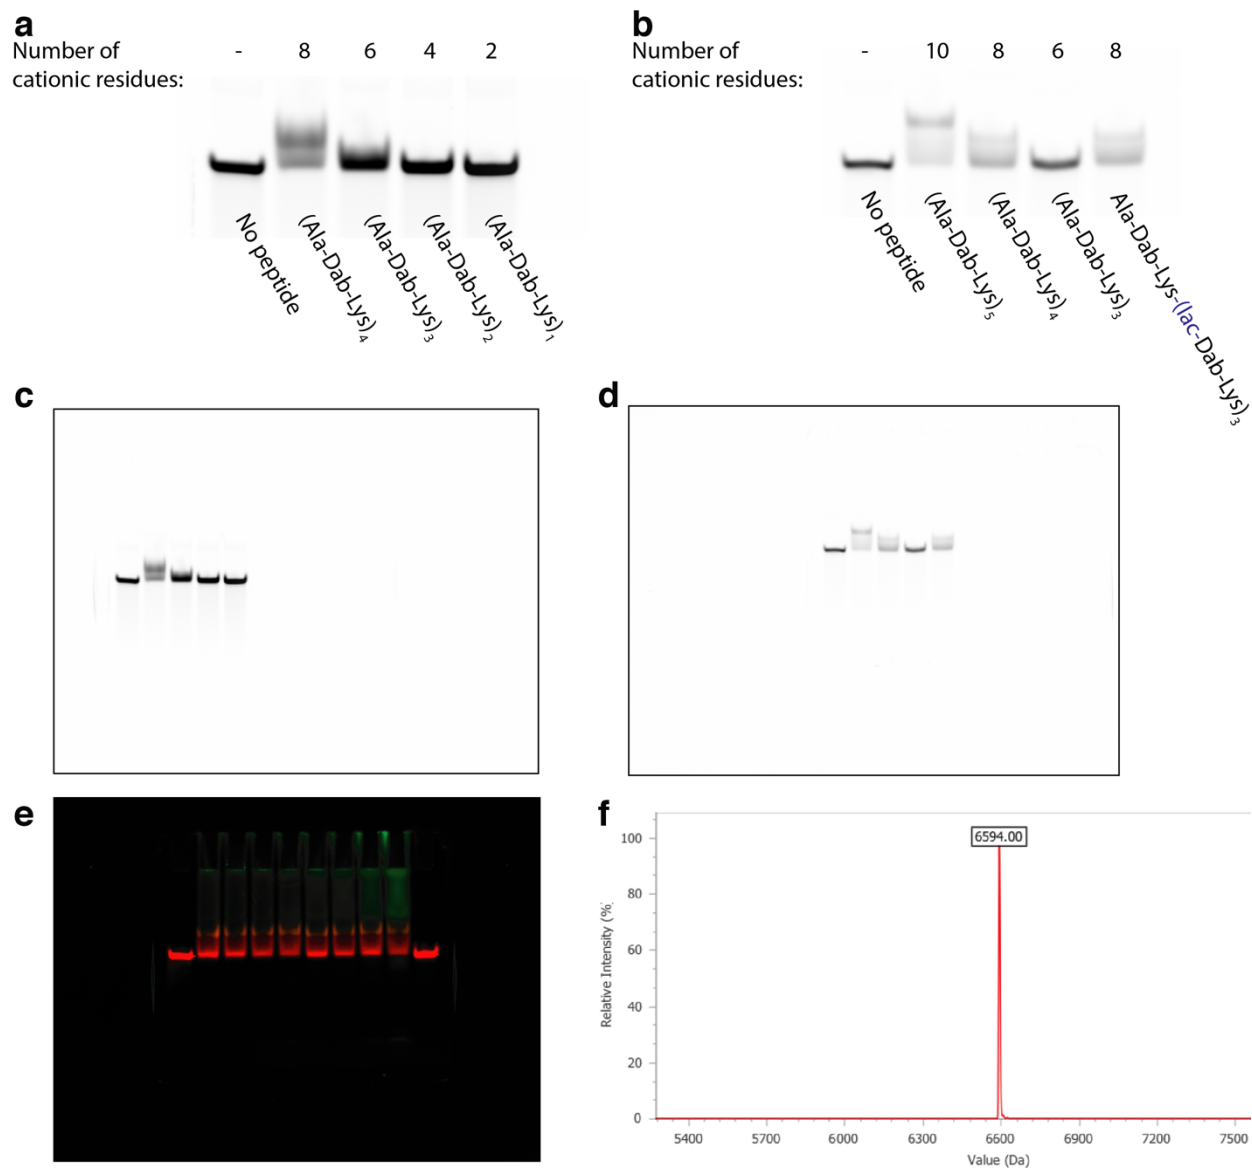 a
Number of
cationic residues:
- 8 6 4 2
No peptide
(Ala-Dab-Lys)₄
(Ala-Dab-Lys)₃
(Ala-Dab-Lys)₂
(Ala-Dab-Lys)₁
b
Number of
cationic residues:
- 10 8 6 8
No peptide
(Ala-Dab-Lys)₅
(Ala-Dab-Lys)₄
(Ala-Dab-Lys)₃
Ala-Dab-Lys-(lac-Dab-Lys)₃
c
d
e
f
6594.00
100
80
60
40
20
0
Relative Intensity (%)
5400 5700 6000 6300 6600 6900 7200 7500
Value (Da)